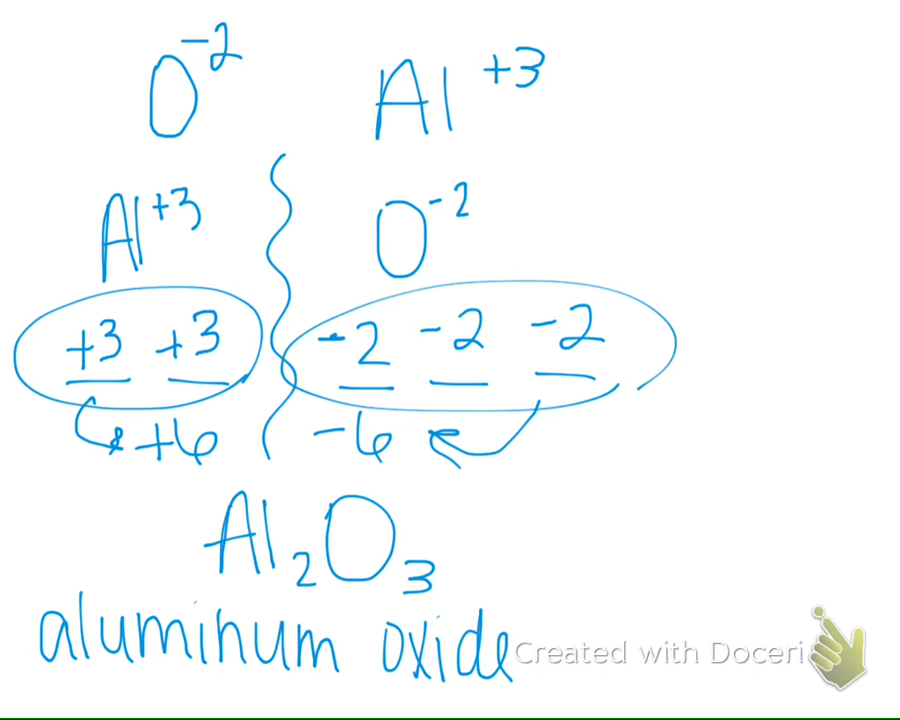 O⁻² Al⁺³
Al⁺³ O⁻²
+3 +3 -2 -2 -2
+6 -6
Al₂O₃
aluminum oxide
Created with Doceri